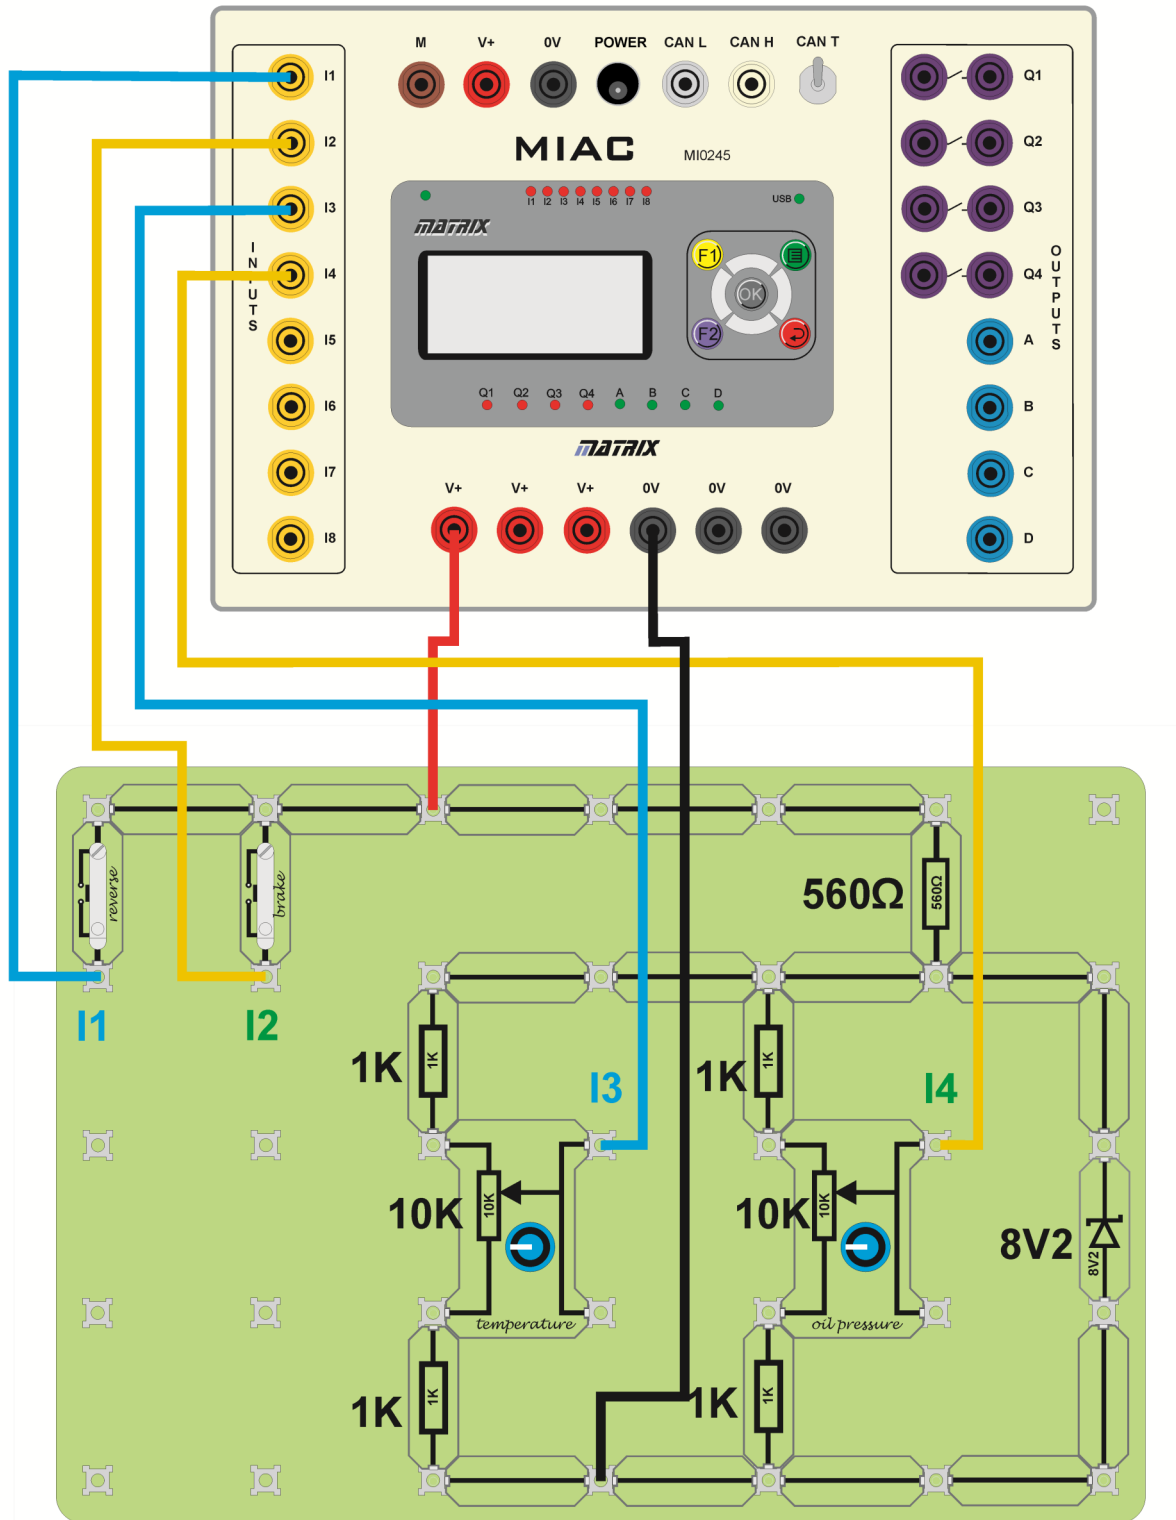 M V+ 0V POWER CAN L CAN H CAN T
I1
I2
I3
I4
I5
I6
I7
I8
INPUTS
MIAC MI0245
I1 I2 I3 I4 I5 I6 I7 I8
USB
MATRIX
F1
OK
F2
Q1 Q2 Q3 Q4 A B C D
MATRIX
V+ V+ V+ 0V 0V 0V
Q1
Q2
Q3
Q4
A
B
C
D
OUTPUTS
reverse
brake
560Ω 560Ω
I1 I2
1K 1K
1K 1K
I3 I4
10K 10K
10K 10K
8V2 8V2
temperature oil pressure
1K 1K
1K 1K